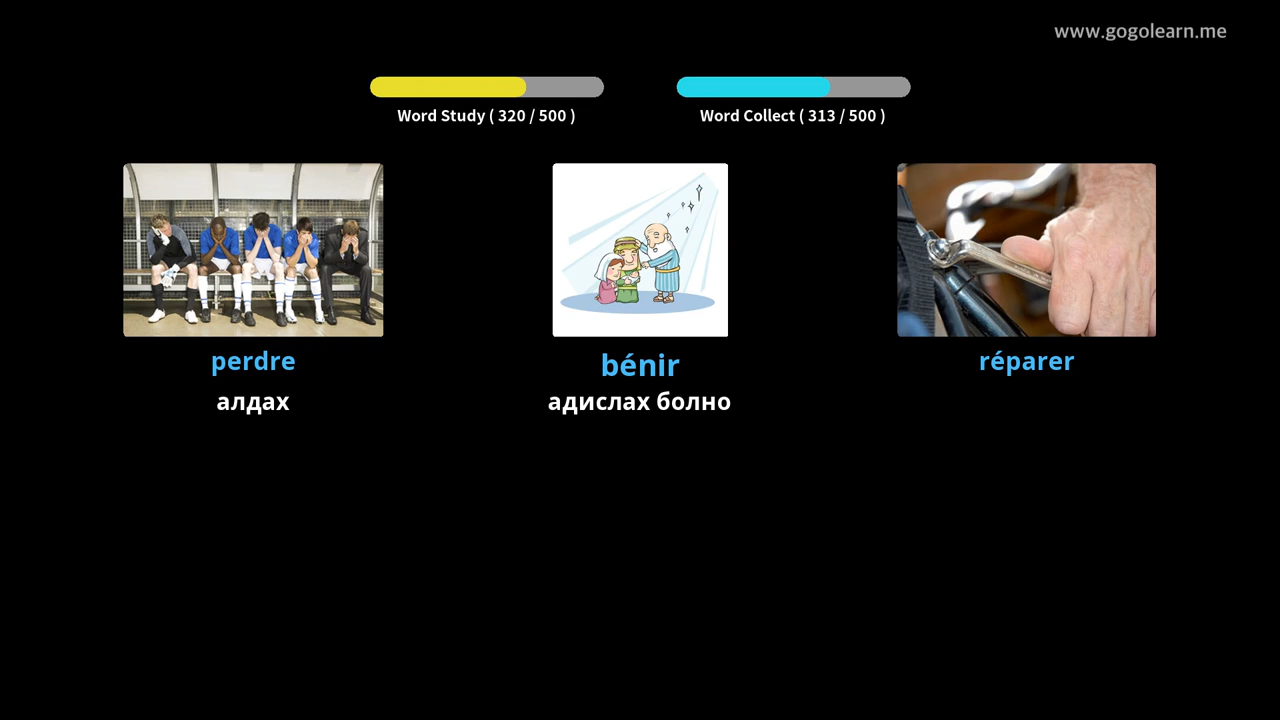 www.gogolearn.me
Word Study ( 320 / 500 )
Word Collect ( 313 / 500 )
perdre
алдах
bénir
адислах болно
réparer